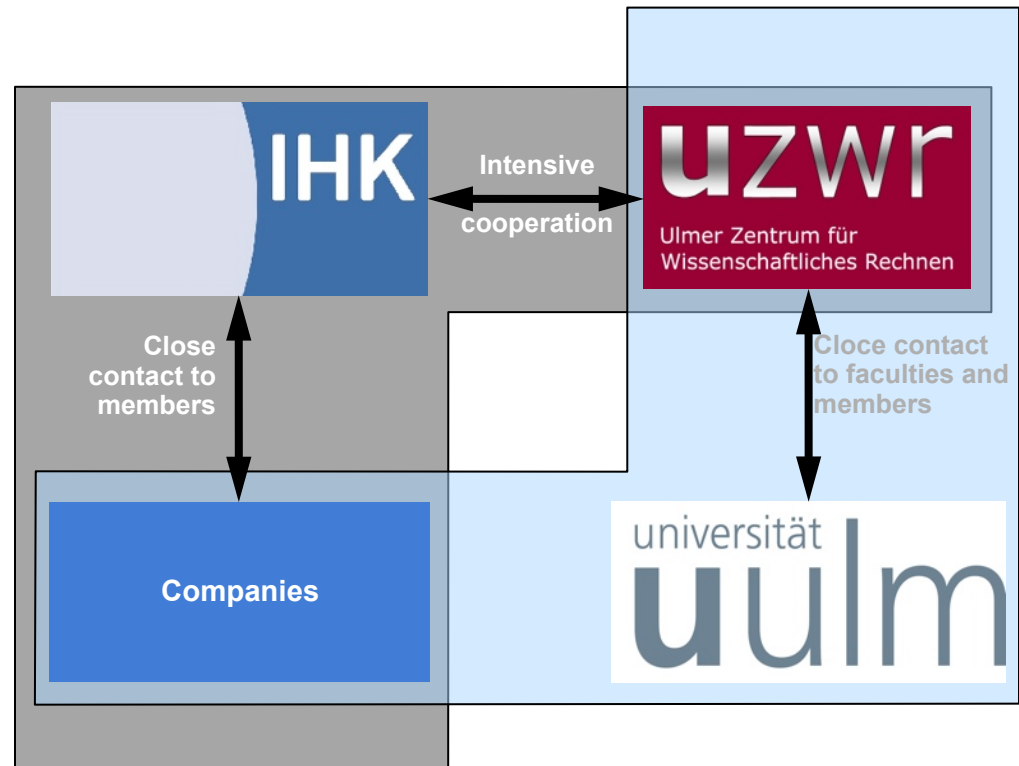 IHK
Intensive
cooperation
uzwr
Ulmer Zentrum für
Wissenschaftliches Rechnen
Close
contact to
members
Cloce contact
to faculties and
members
Companies
universität
uulm